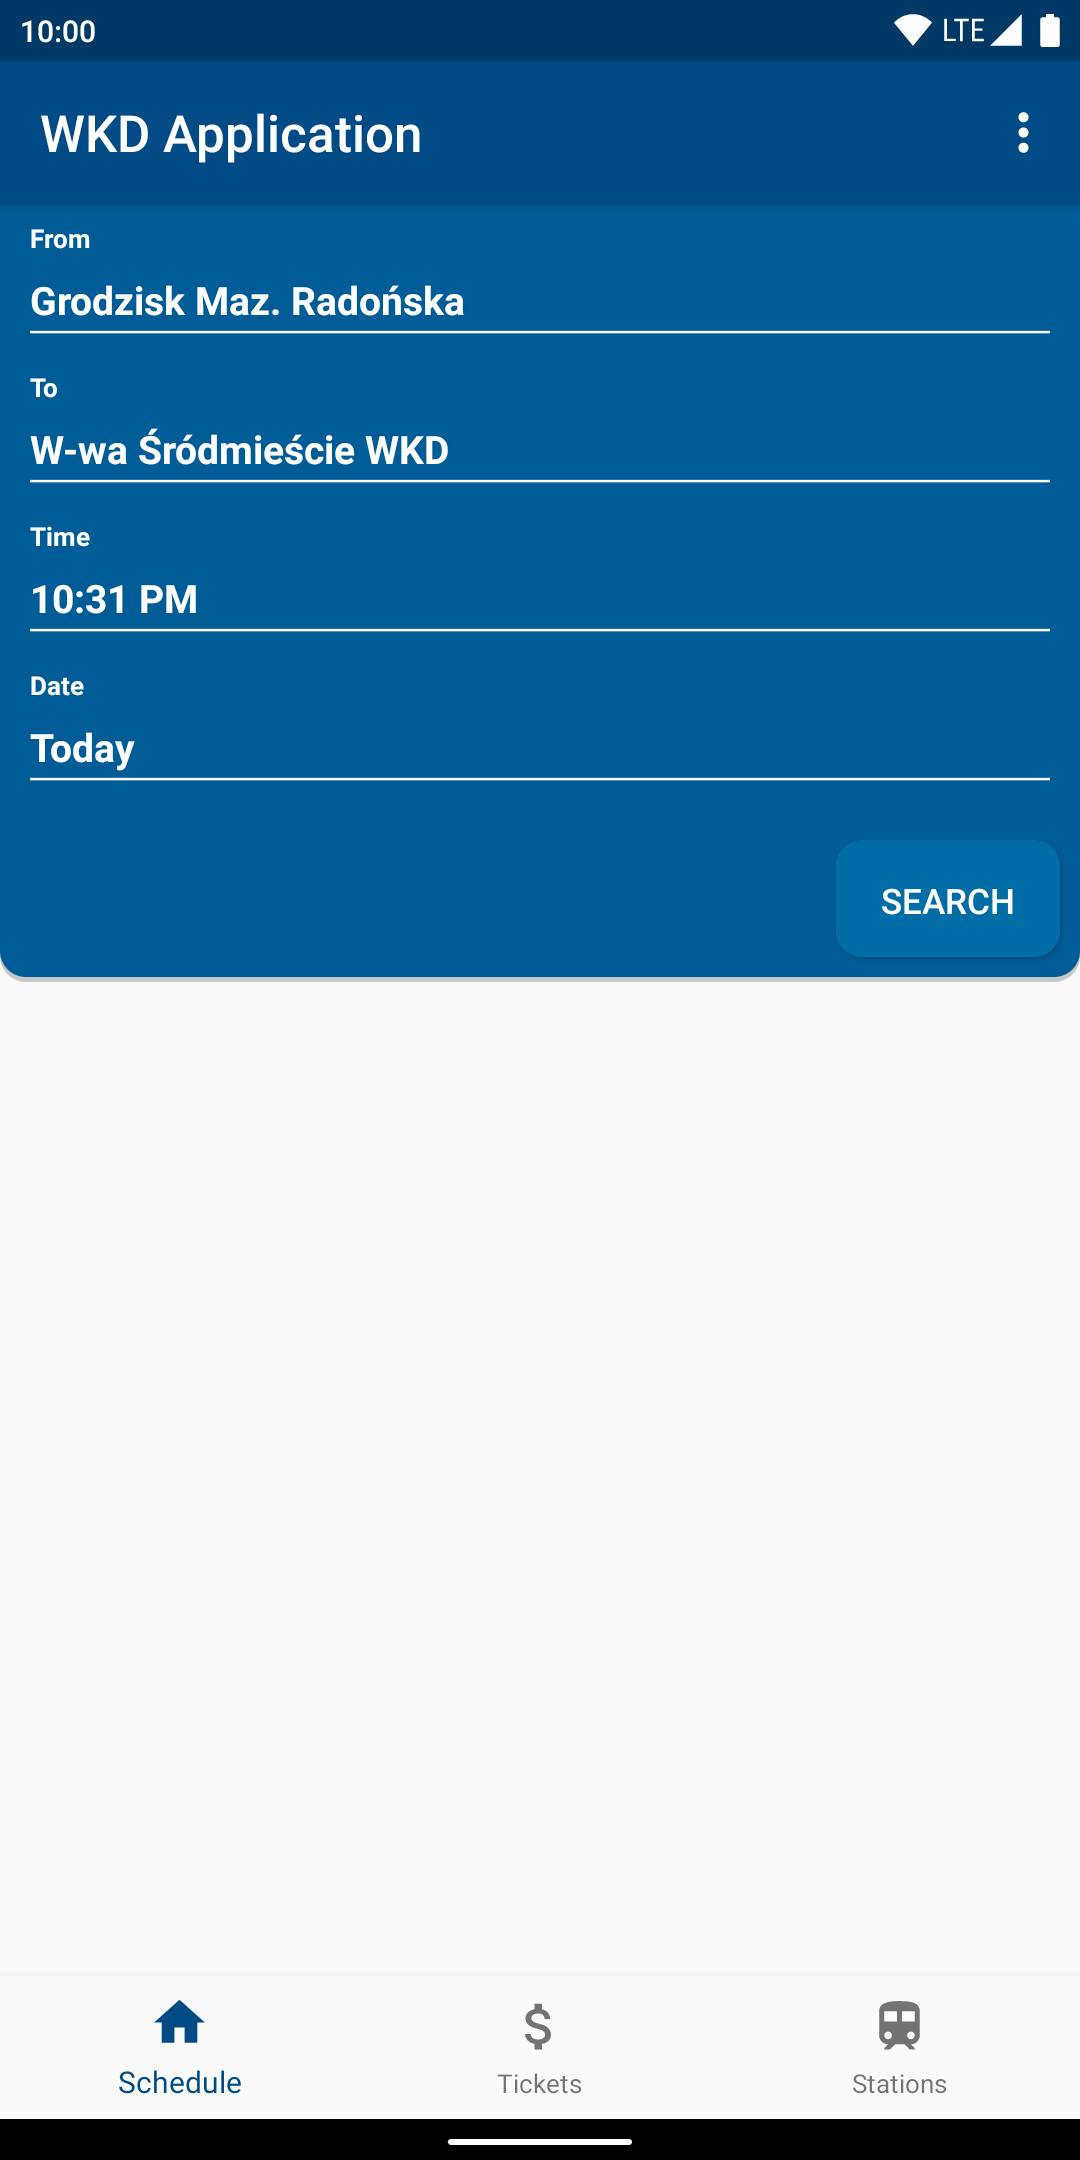 10:00
LTE
WKD Application
From
Grodzisk Maz. Radońska
To
W-wa Śródmieście WKD
Time
10:31 PM
Date
Today
SEARCH
Schedule
Tickets
Stations